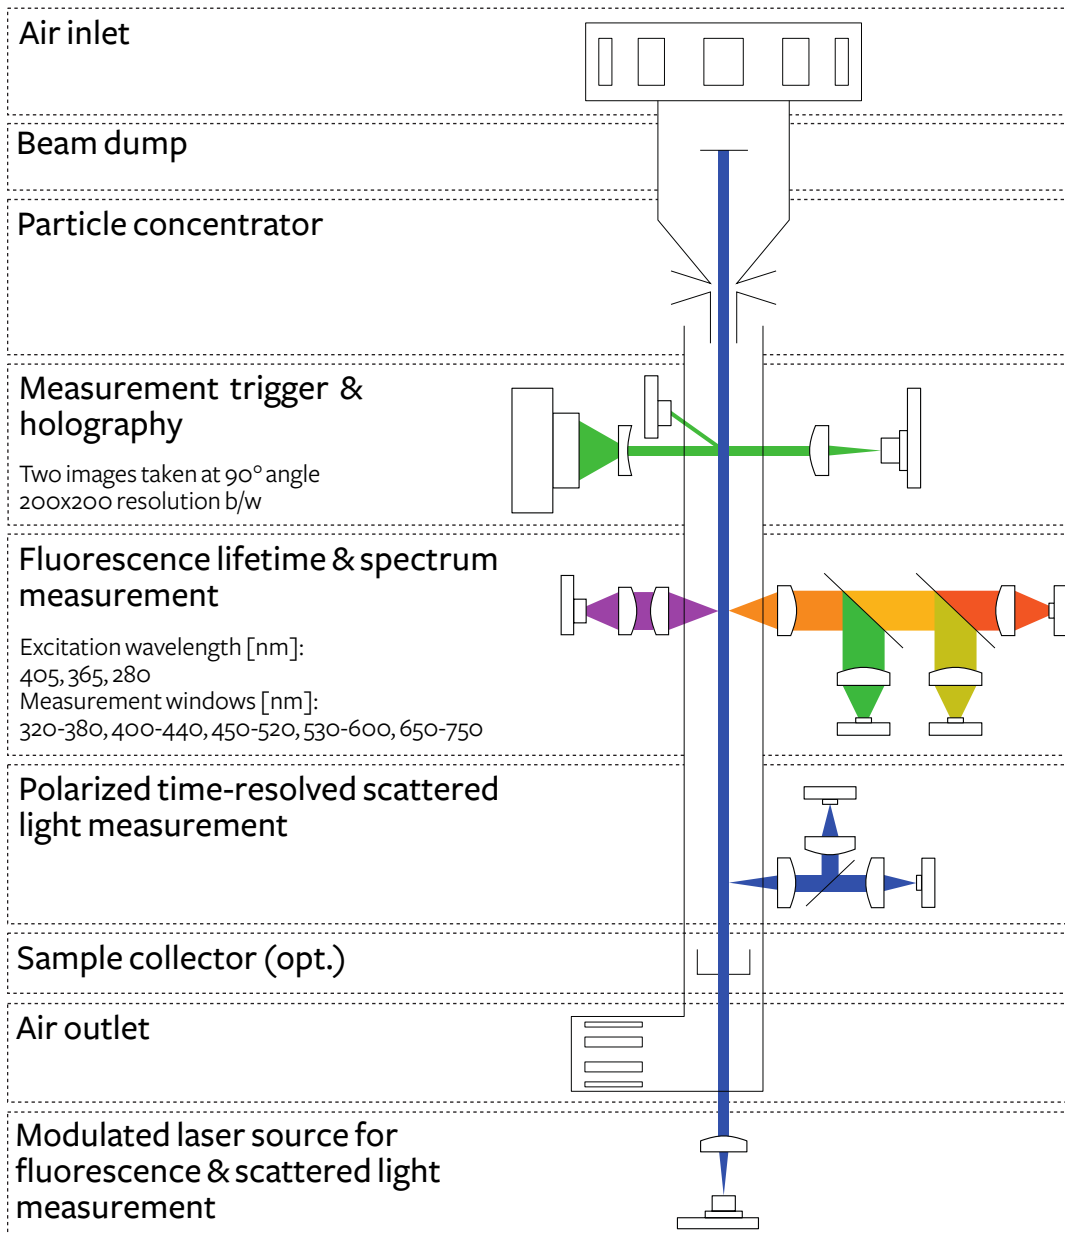 Air inlet
Beam dump
Particle concentrator
Measurement trigger &
holography
Two images taken at 90° angle
200x200 resolution b/w
Fluorescence lifetime & spectrum
measurement
Excitation wavelength [nm]:
405, 365, 280
Measurement windows [nm]:
320-380, 400-440, 450-520, 530-600, 650-750
Polarized time-resolved scattered
light measurement
Sample collector (opt.)
Air outlet
Modulated laser source for
fluorescence & scattered light
measurement